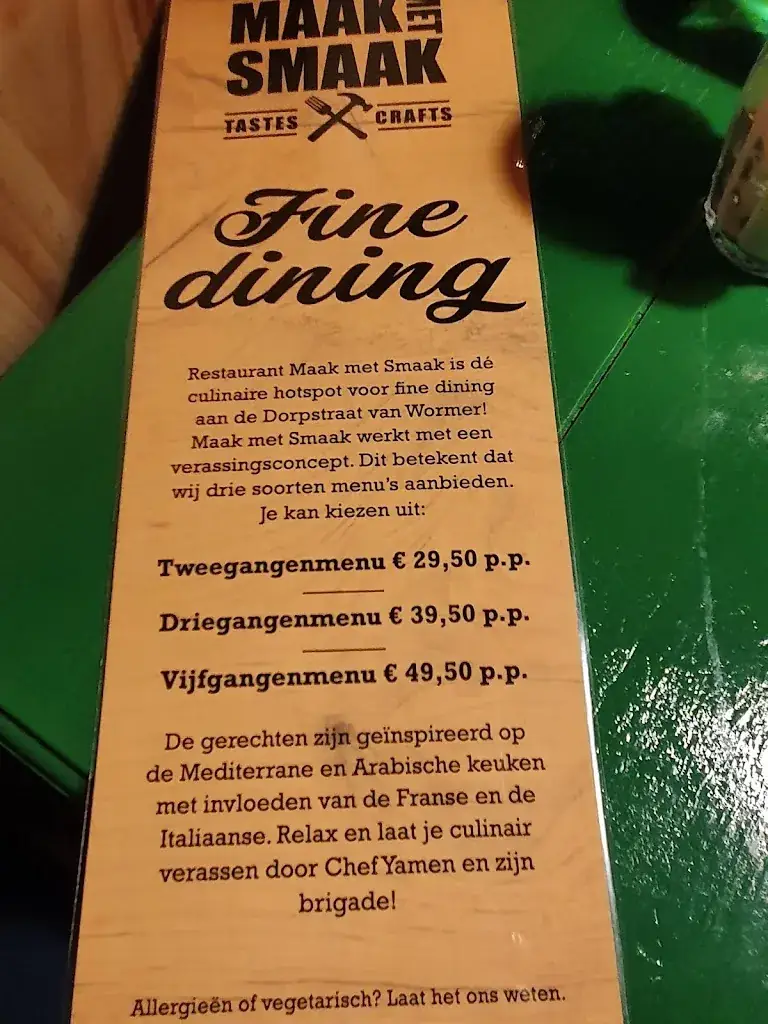 MAAK MET
SMAAK
TASTES CRAFTS
Fine
dining
Restaurant Maak met Smaak is dé
culinaire hotspot voor fine dining
aan de Dorpstraat van Wormer!
Maak met Smaak werkt met een
verassingsconcept. Dit betekent dat
wij drie soorten menu's aanbieden.
Je kan kiezen uit:
Tweegangenmenu € 29,50 p.p.
Driegangenmenu € 39,50 p.p.
Vijfgangenmenu € 49,50 p.p.
De gerechten zijn geïnspireerd op
de Mediterrane en Arabische keuken
met invloeden van de Franse en de
Italiaanse. Relax en laat je culinair
verassen door Chef Yamen en zijn
brigade!
Allergieën of vegetarisch? Laat het ons weten.